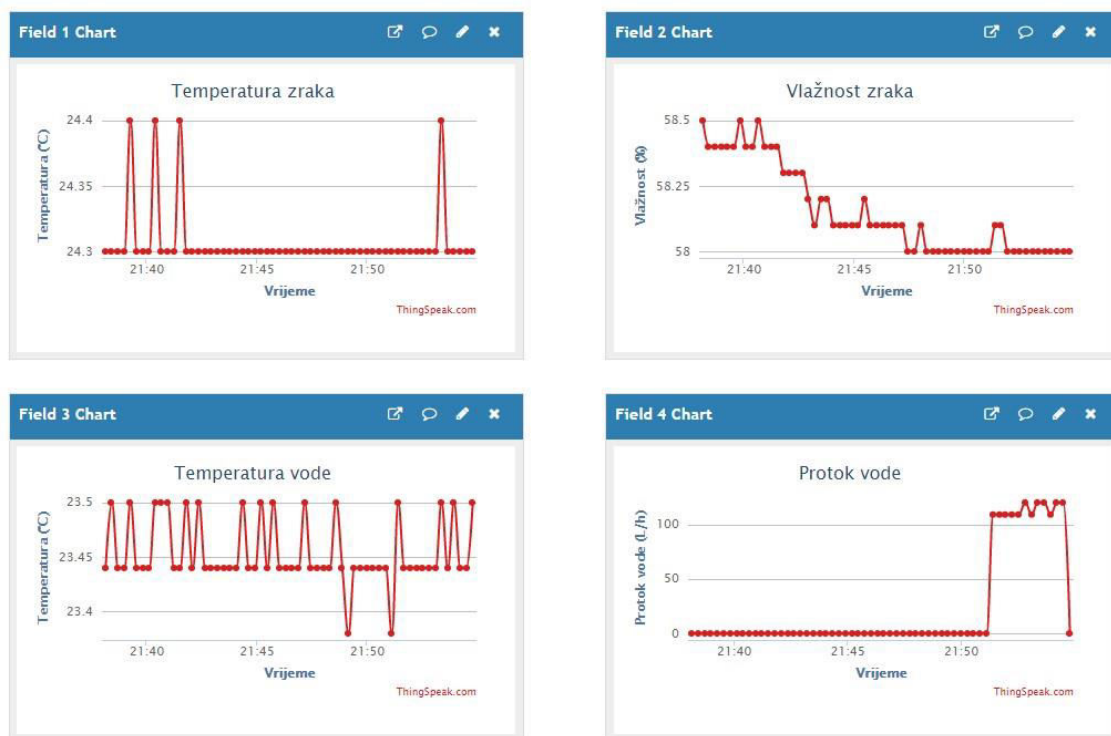 Field 1 Chart
Temperatura zraka
Temperatura (°C)
24.4
24.35
24.3
21:40 21:45 21:50
Vrijeme
ThingSpeak.com
Field 2 Chart
Vlažnost zraka
Vlažnost (%)
58.5
58.25
58
21:40 21:45 21:50
Vrijeme
ThingSpeak.com
Field 3 Chart
Temperatura vode
Temperatura (°C)
23.5
23.45
23.4
21:40 21:45 21:50
Vrijeme
ThingSpeak.com
Field 4 Chart
Protok vode
Protok vode (L/h)
100
50
0
21:40 21:45 21:50
Vrijeme
ThingSpeak.com